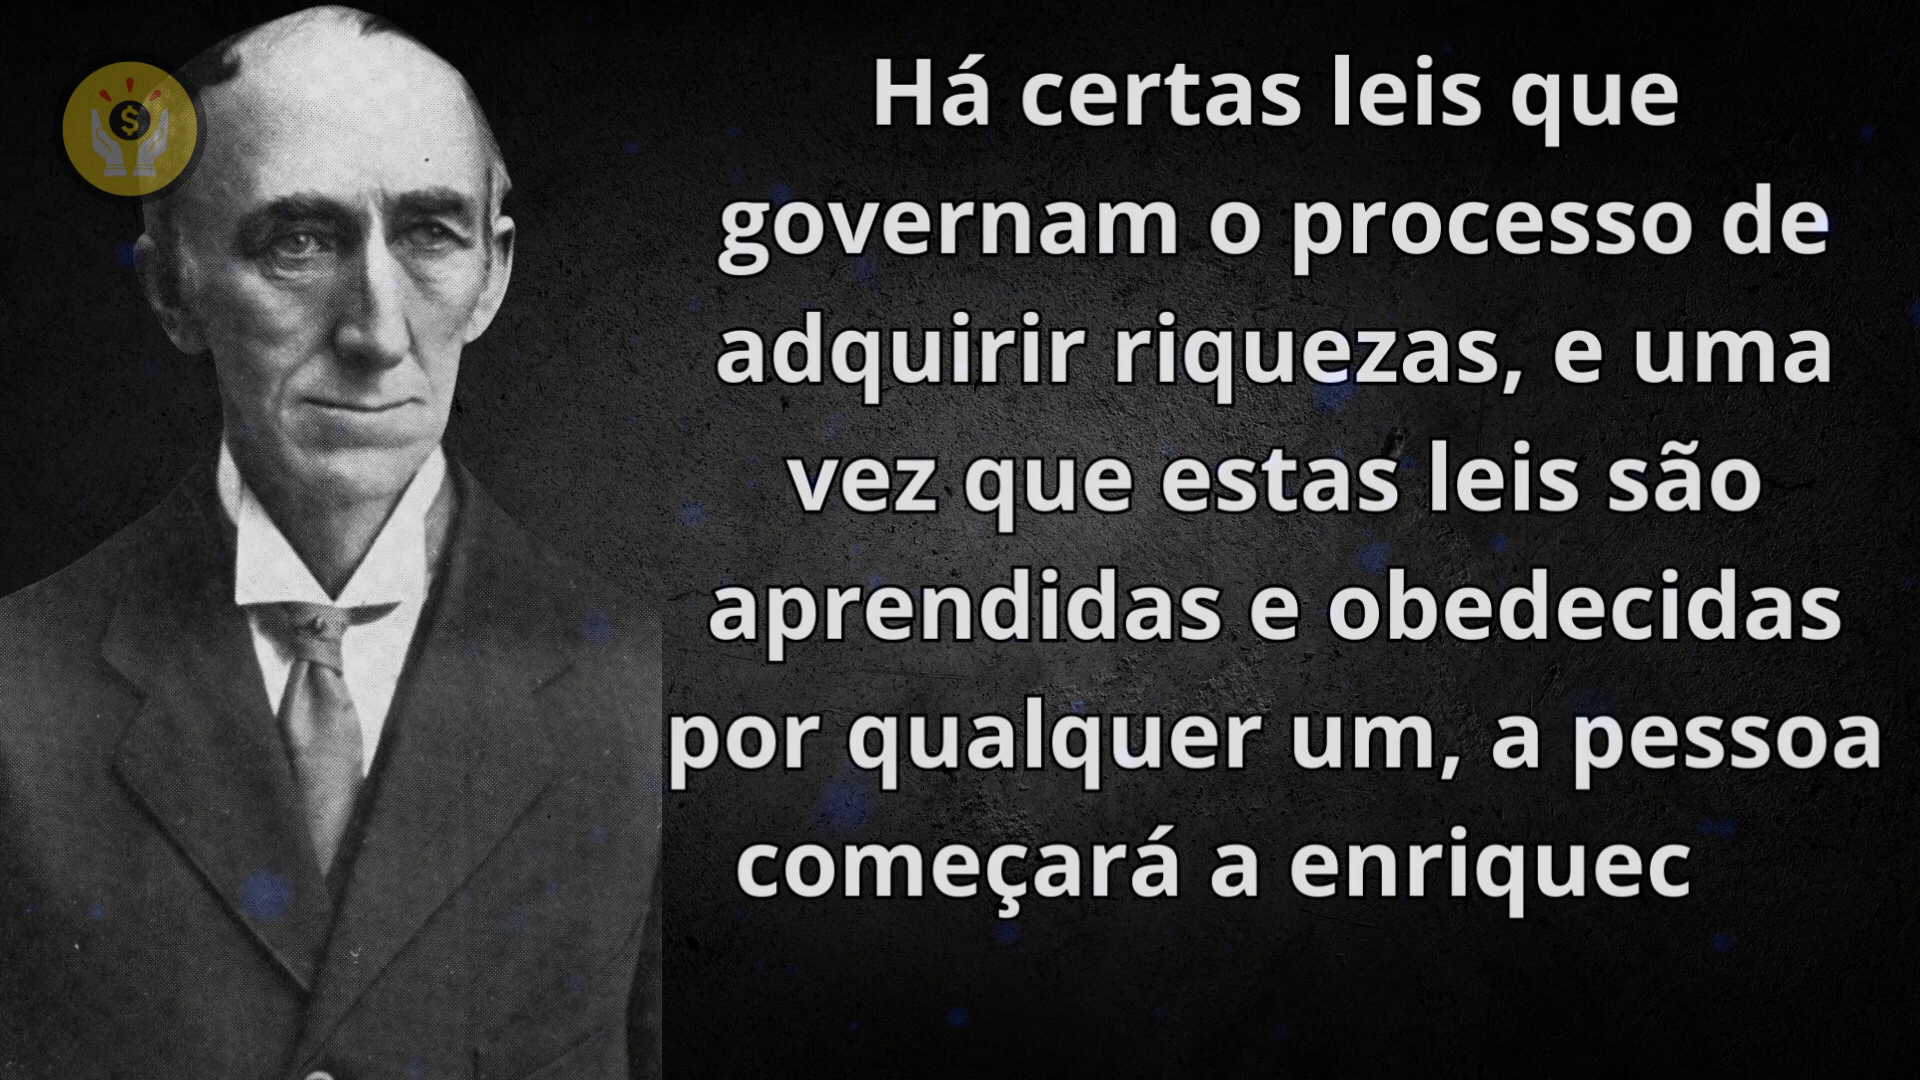 $
Há certas leis que
governam o processo de
adquirir riquezas, e uma
vez que estas leis são
aprendidas e obedecidas
por qualquer um, a pessoa
começará a enriquec